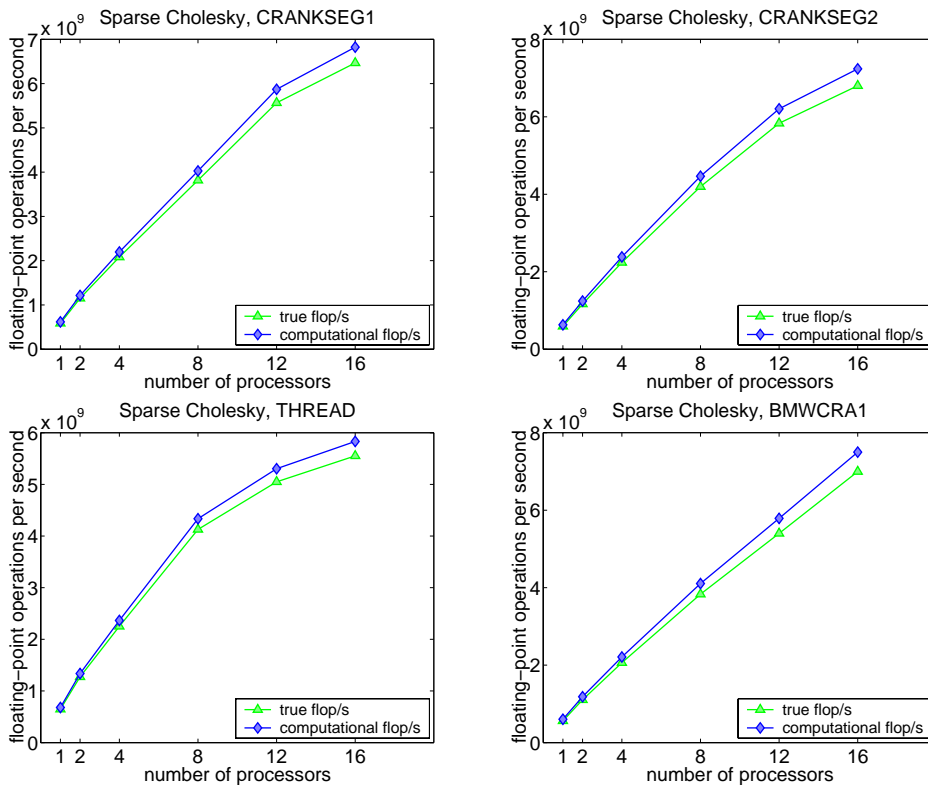 Sparse Cholesky, CRANKSEG1
x 10^9
7
6
5
4
3
2
1
0
floating-point operations per second
true flop/s
computational flop/s
1 2 4 8 12 16
number of processors
Sparse Cholesky, CRANKSEG2
x 10^9
8
6
4
2
0
floating-point operations per second
true flop/s
computational flop/s
1 2 4 8 12 16
number of processors
Sparse Cholesky, THREAD
x 10^9
6
5
4
3
2
1
0
floating-point operations per second
true flop/s
computational flop/s
1 2 4 8 12 16
number of processors
Sparse Cholesky, BMWCRA1
x 10^9
8
6
4
2
0
floating-point operations per second
true flop/s
computational flop/s
1 2 4 8 12 16
number of processors